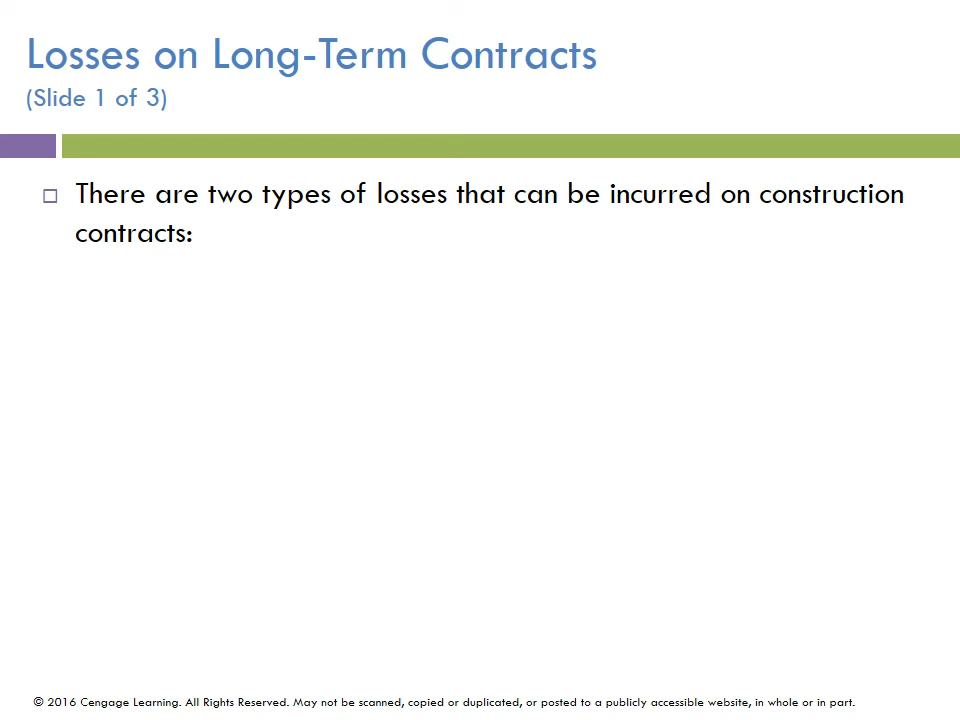 Losses on Long-Term Contracts
(Slide 1 of 3)
There are two types of losses that can be incurred on construction
contracts:
© 2016 Cengage Learning. All Rights Reserved. May not be scanned, copied or duplicated, or posted to a publicly accessible website, in whole or in part.